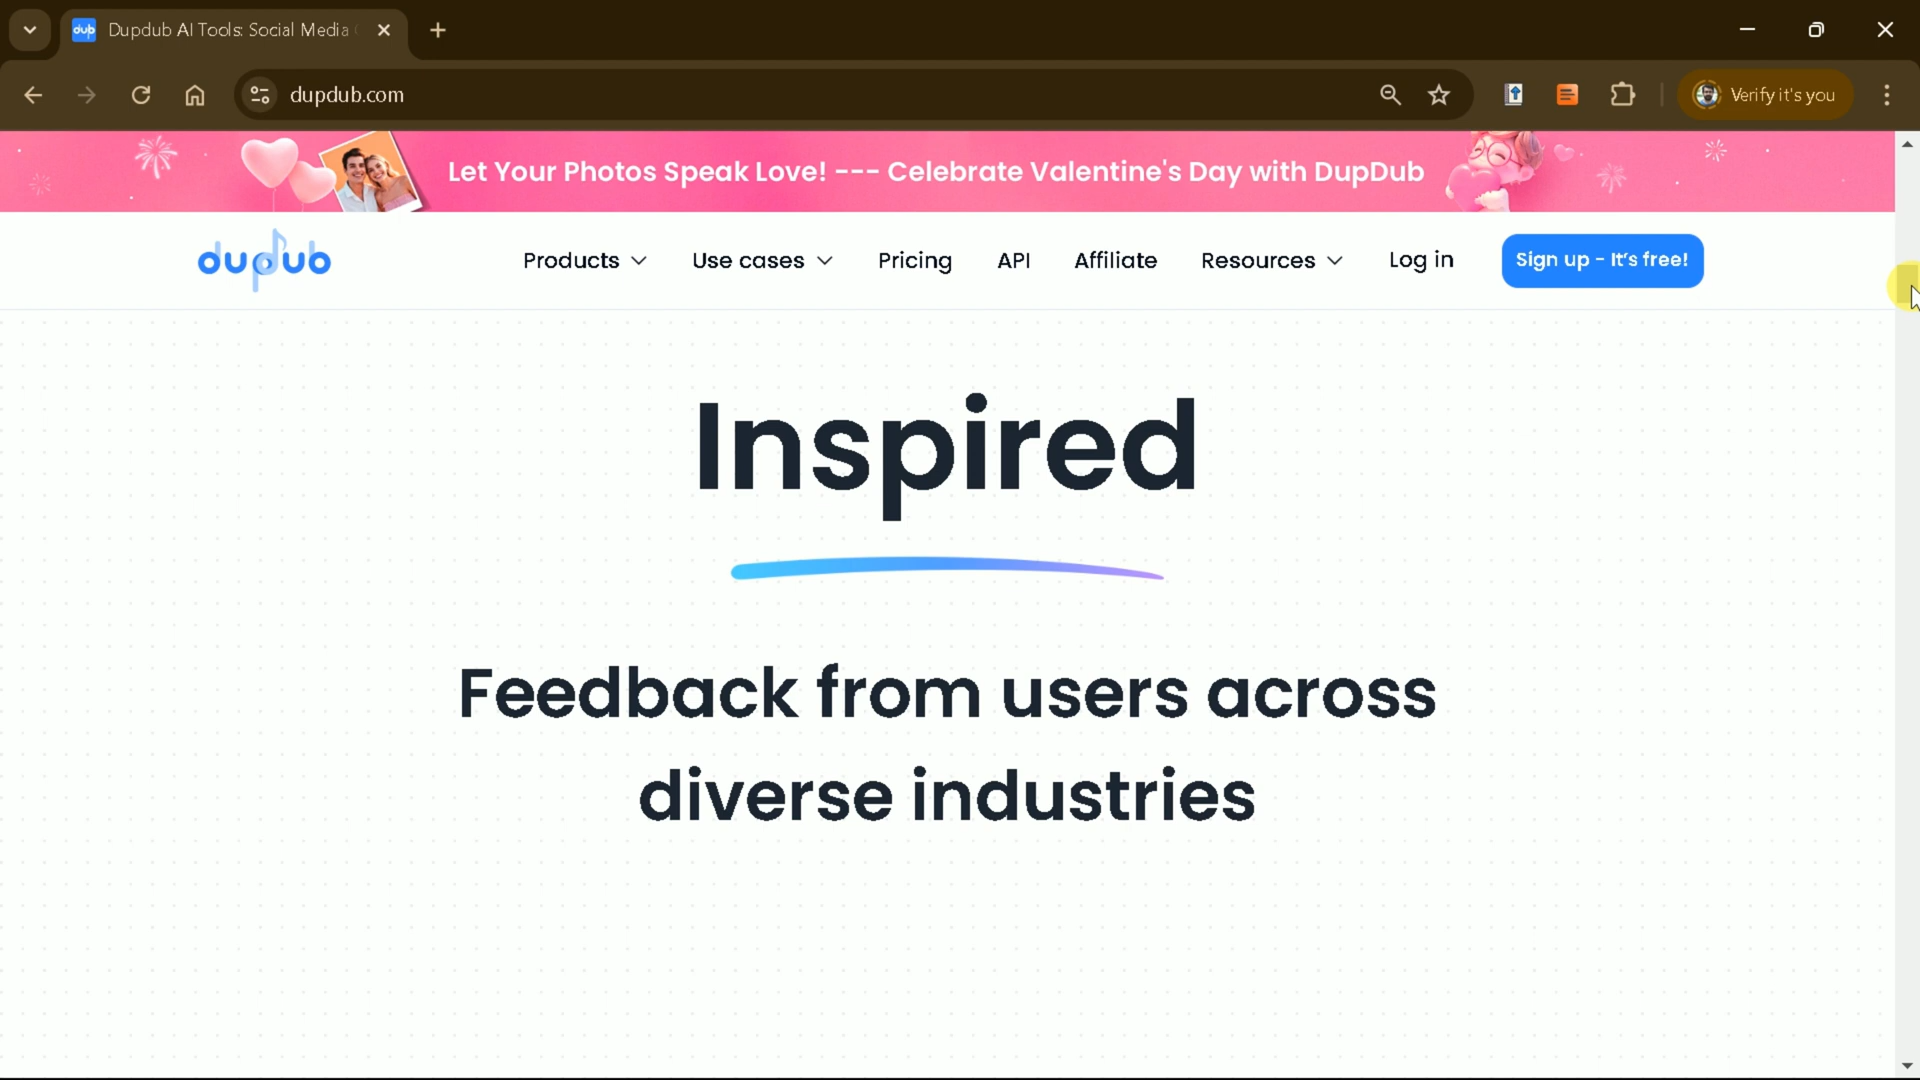 dub Dupdub AI Tools: Social Media
dupdub.com
Verify it's you
Let Your Photos Speak Love! --- Celebrate Valentine's Day with DupDub
dupdub
Products
Use cases
Pricing
API
Affiliate
Resources
Log in
Sign up - It's free!
Inspired
Feedback from users across
diverse industries